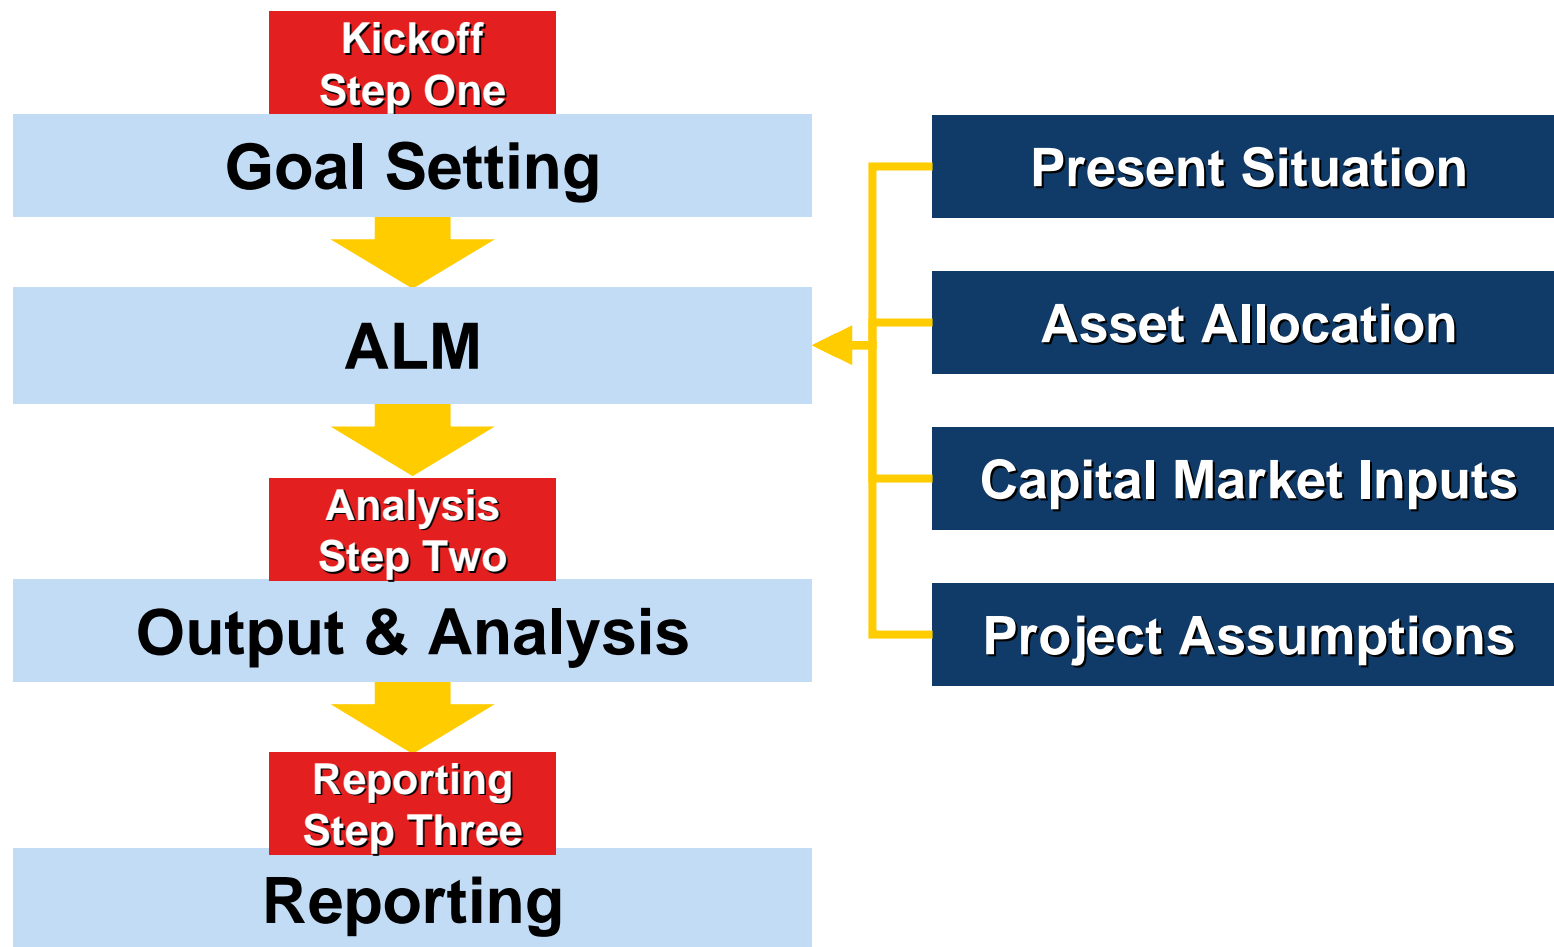 Kickoff
Step One
Goal Setting
ALM
Analysis
Step Two
Output & Analysis
Reporting
Step Three
Reporting
Present Situation
Asset Allocation
Capital Market Inputs
Project Assumptions